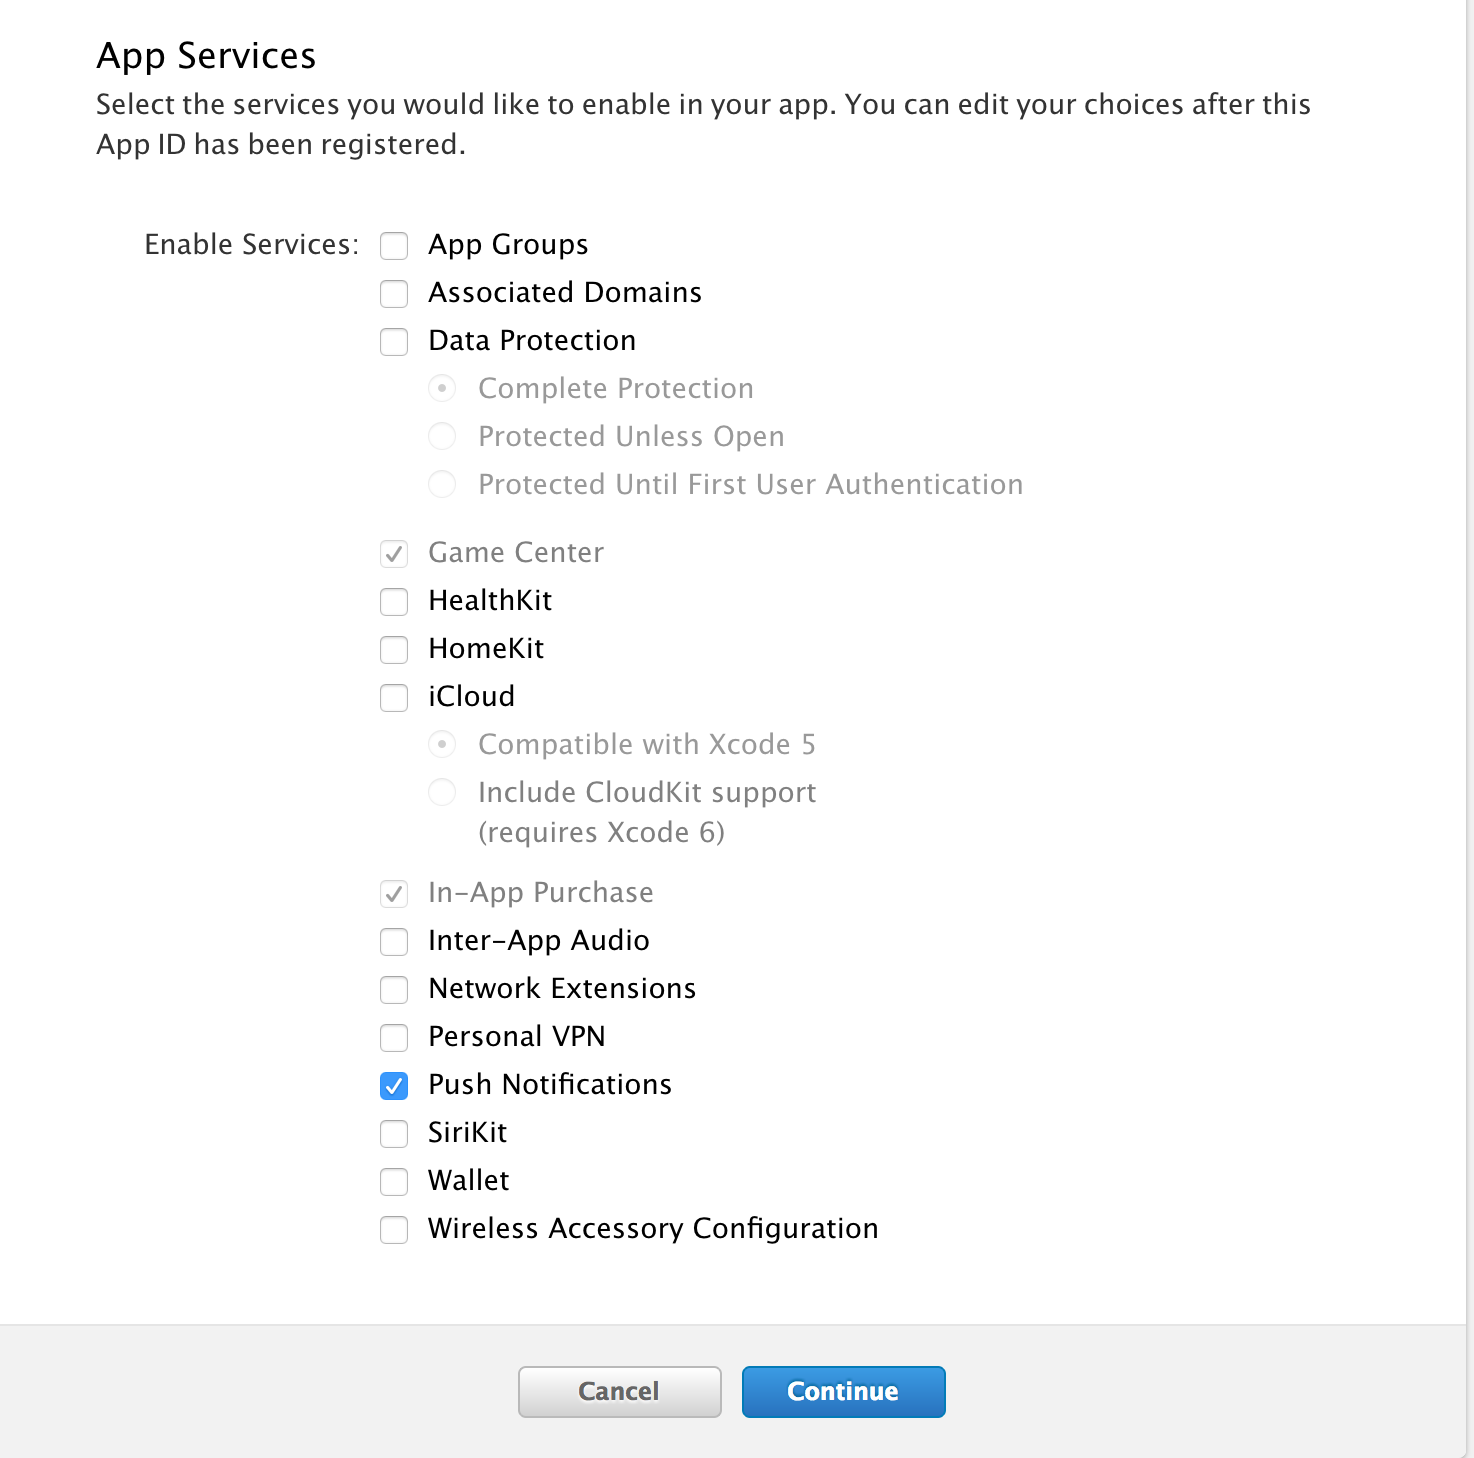 App Services
Select the services you would like to enable in your app. You can edit your choices after this
App ID has been registered.
Enable Services:
App Groups
Associated Domains
Data Protection
Complete Protection
Protected Unless Open
Protected Until First User Authentication
Game Center
HealthKit
HomeKit
iCloud
Compatible with Xcode 5
Include CloudKit support
(requires Xcode 6)
In-App Purchase
Inter-App Audio
Network Extensions
Personal VPN
Push Notifications
SiriKit
Wallet
Wireless Accessory Configuration
Cancel
Continue